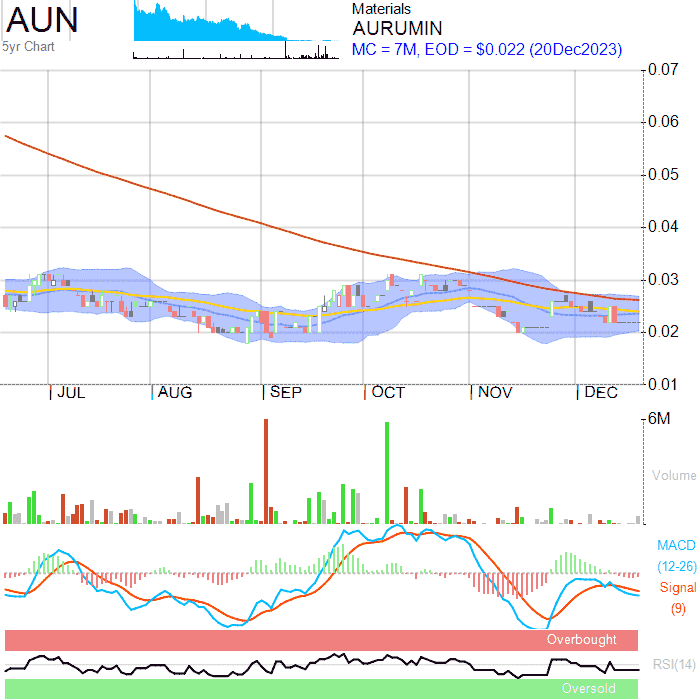 AUN
5yr Chart
Materials
AURUMIN
MC = 7M, EOD = $0.022 (20Dec2023)
0.07
0.06
0.05
0.04
0.03
0.02
0.01
JUL AUG SEP OCT NOV DEC
6M
Volume
MACD
(12-26)
Signal
(9)
Overbought
RSI(14)
Oversold